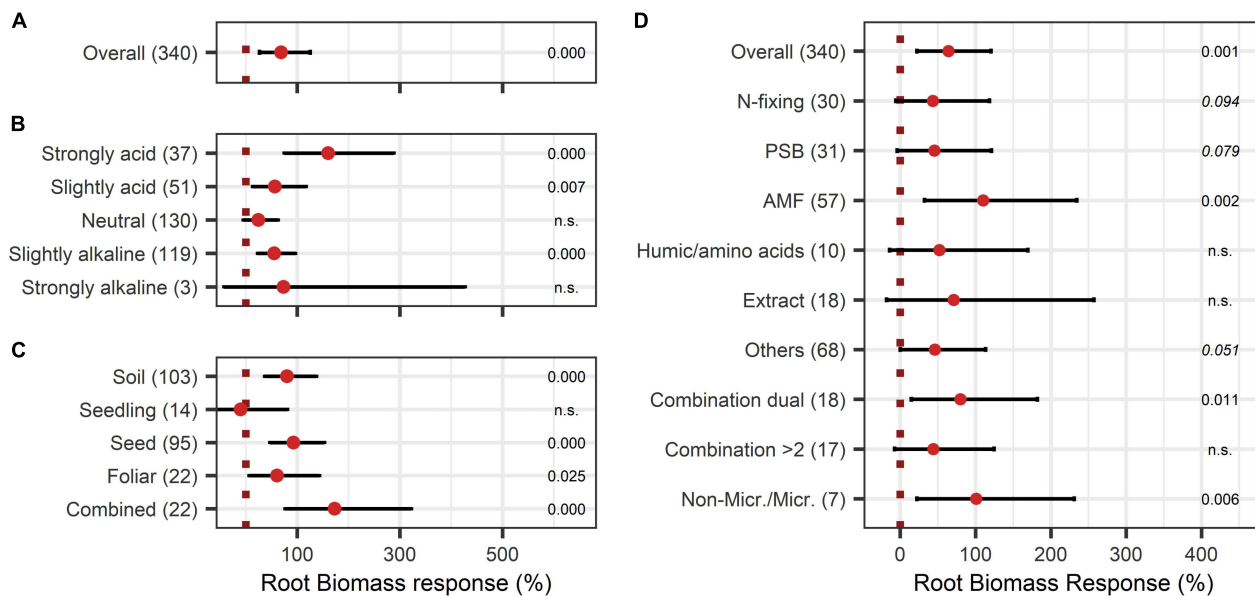 A
Overall (340)
0.000
B
Strongly acid (37)
0.000
Slightly acid (51)
0.007
Neutral (130)
n.s.
Slightly alkaline (119)
0.000
Strongly alkaline (3)
n.s.
C
Soil (103)
0.000
Seedling (14)
n.s.
Seed (95)
0.000
Foliar (22)
0.025
Combined (22)
0.000
100 300 500
Root Biomass response (%)
D
Overall (340)
0.001
N-fixing (30)
0.094
PSB (31)
0.079
AMF (57)
0.002
Humic/amino acids (10)
n.s.
Extract (18)
n.s.
Others (68)
0.051
Combination dual (18)
0.011
Combination >2 (17)
n.s.
Non-Micr./Micr. (7)
0.006
0 100 200 300 400
Root Biomass Response (%)